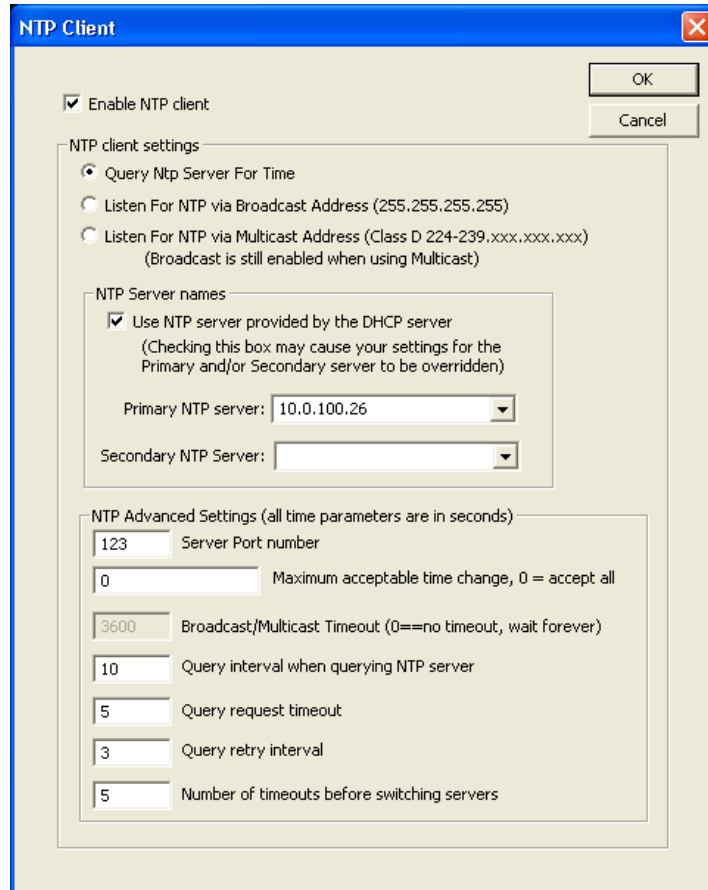 NTP Client
OK
Enable NTP client
Cancel
NTP client settings
Query Ntp Server For Time
Listen For NTP via Broadcast Address (255.255.255.255)
Listen For NTP via Multicast Address (Class D 224-239.xxx.xxx.xxx)
(Broadcast is still enabled when using Multicast)
NTP Server names
Use NTP server provided by the DHCP server
(Checking this box may cause your settings for the
Primary and/or Secondary server to be overridden)
Primary NTP server: 10.0.100.26
Secondary NTP Server:
NTP Advanced Settings (all time parameters are in seconds)
123 Server Port number
0 Maximum acceptable time change, 0 = accept all
3600 Broadcast/Multicast Timeout (0==no timeout, wait forever)
10 Query interval when querying NTP server
5 Query request timeout
3 Query retry interval
5 Number of timeouts before switching servers